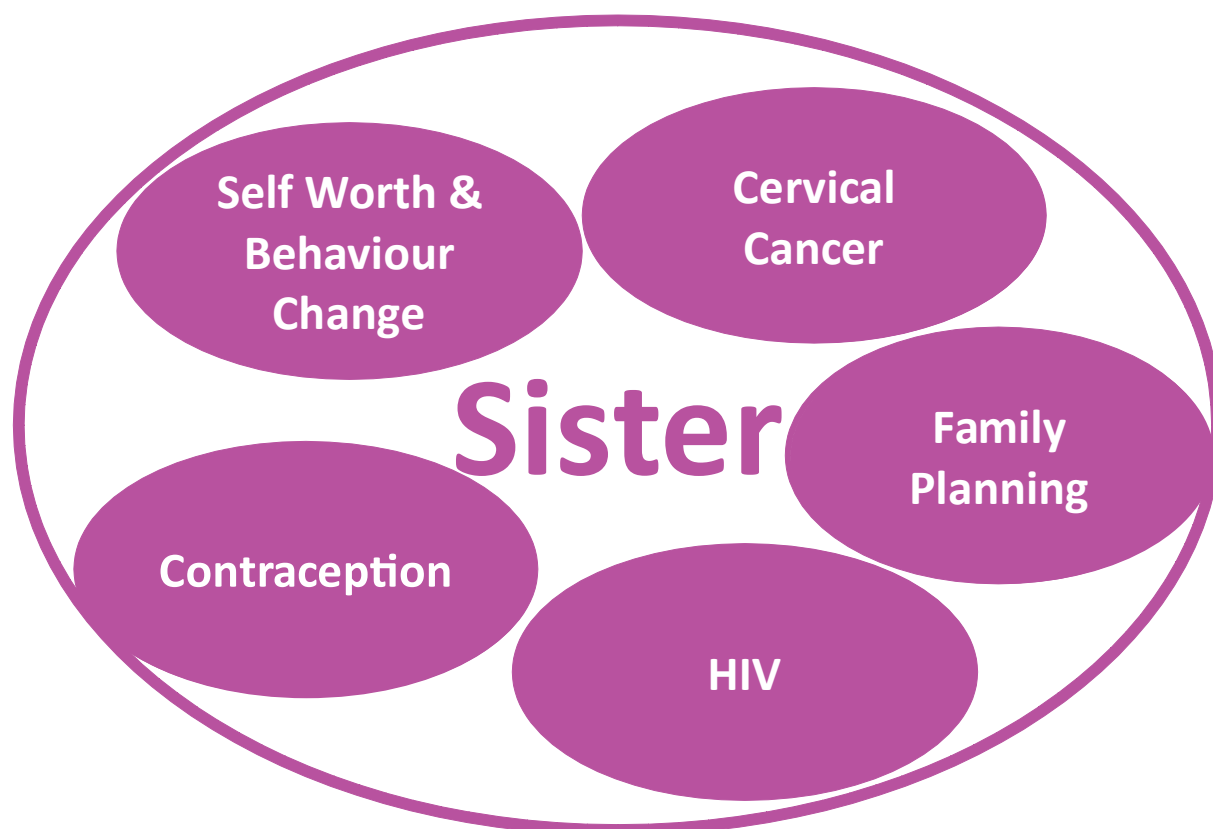 Self Worth &
Behaviour
Change
Cervical
Cancer
Sister
Family
Planning
Contraception
HIV